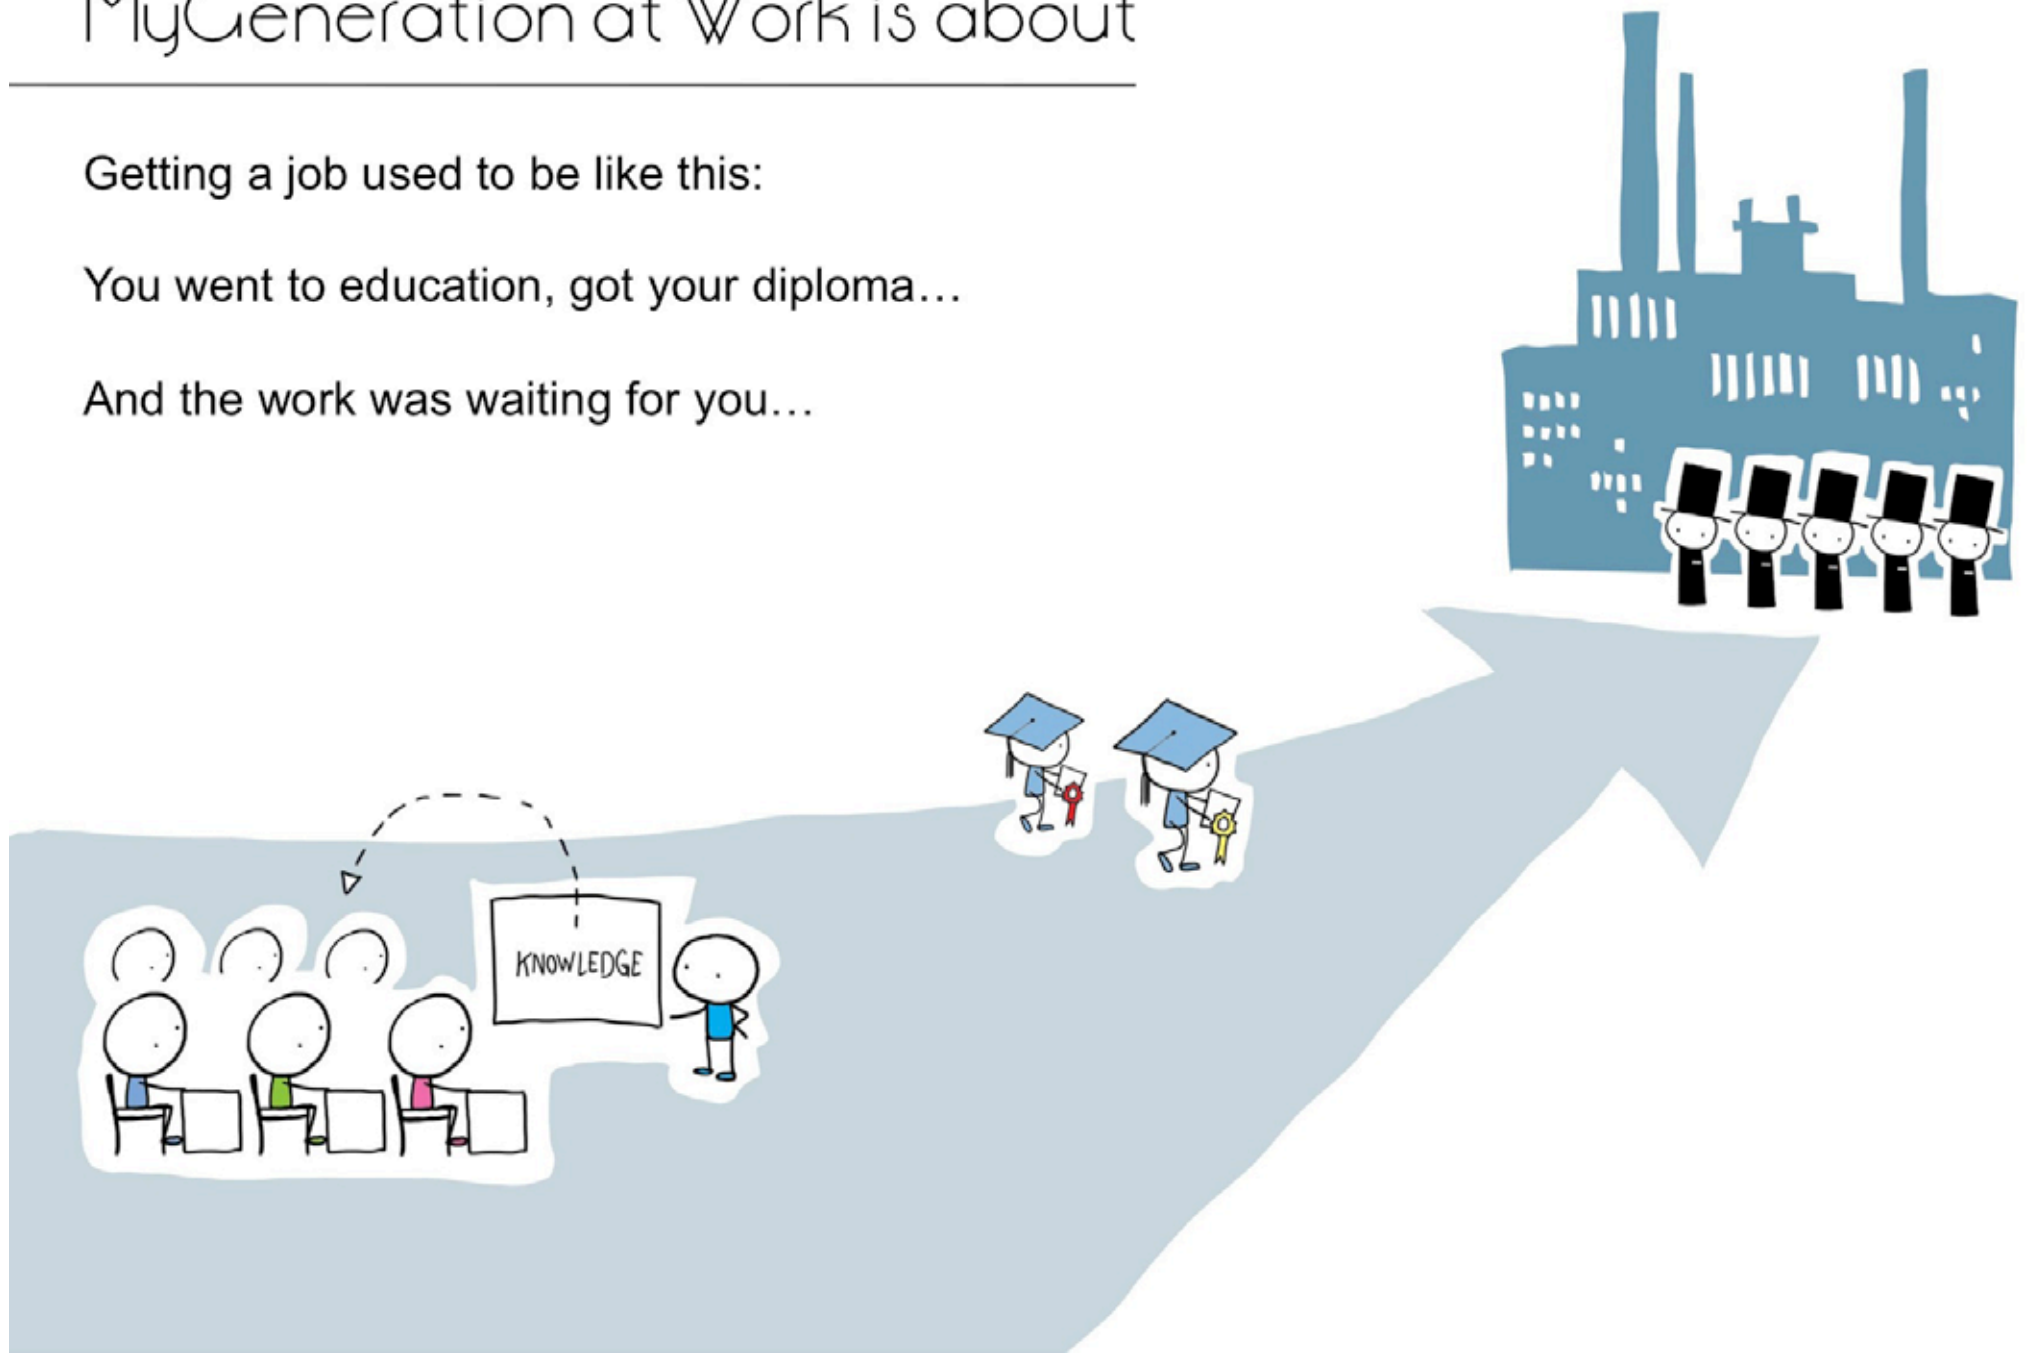 MyGeneration at Work is about
Getting a job used to be like this:
You went to education, got your diploma…
And the work was waiting for you…
KNOWLEDGE